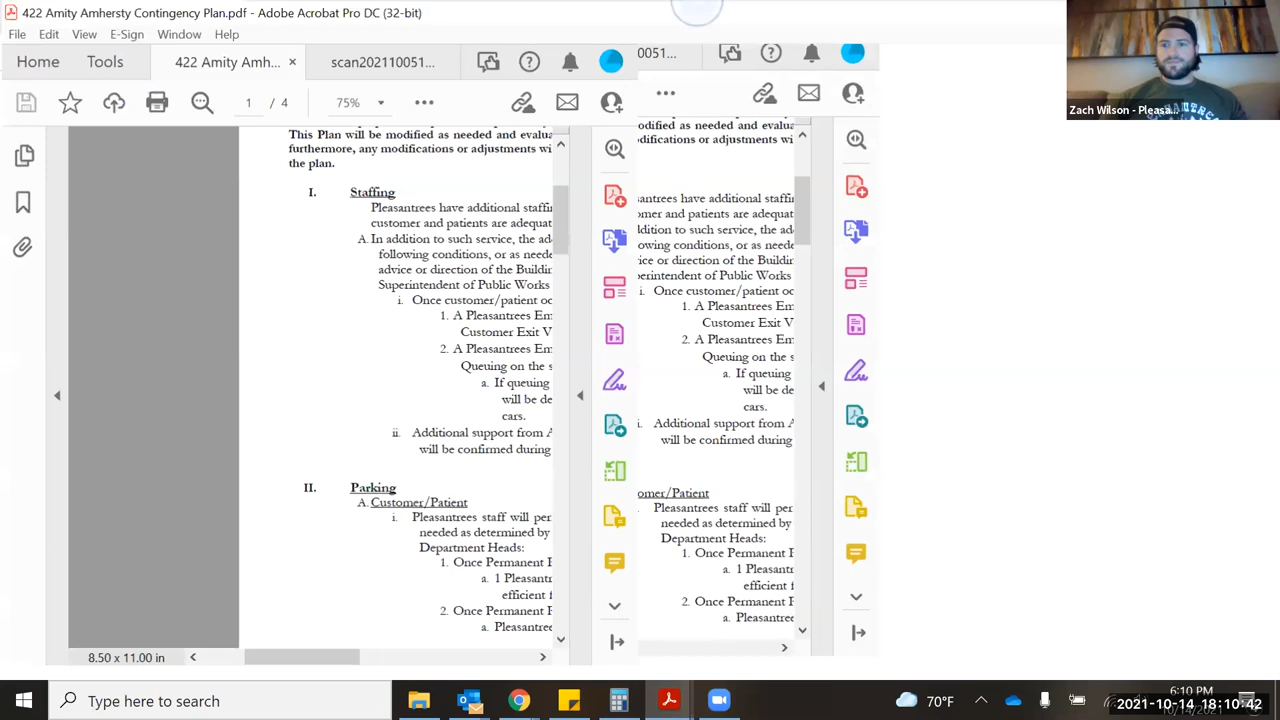 422 Amity Amhersty Contingency Plan.pdf - Adobe Acrobat Pro DC (32-bit)
File Edit View E-Sign Window Help
Home Tools 422 Amity Amh... × scan202110051... 0051...
1 / 4 75%
This Plan will be modified as needed and evalua
furthermore, any modifications or adjustments wi
the plan.
I. Staffing
Pleasantrees have additional staffin
customer and patients are adequat
A. In addition to such service, the ad
following conditions, or as neede
advice or direction of the Buildin
Superintendent of Public Works
i. Once customer/patient oc
1. A Pleasantrees Em
Customer Exit V
2. A Pleasantrees Em
Queuing on the s
a. If queuing
will be de
cars.
ii. Additional support from A
will be confirmed during
II. Parking
A. Customer/Patient
i. Pleasantrees staff will per
needed as determined by
Department Heads:
1. Once Permanent P
a. 1 Pleasantr
efficient f
2. Once Permanent P
a. Pleasantree
8.50 x 11.00 in
odified as needed and evalua
odifications or adjustments wi
santrees have additional staffin
omer and patients are adequat
ddition to such service, the ad
owing conditions, or as neede
ice or direction of the Buildin
perintendent of Public Works
i. Once customer/patient oc
1. A Pleasantrees Em
Customer Exit V
2. A Pleasantrees Em
Queuing on the s
a. If queuing
will be de
cars.
i. Additional support from A
will be confirmed during
omer/Patient
Pleasantrees staff will per
needed as determined by
Department Heads:
1. Once Permanent P
a. 1 Pleasantr
efficient f
2. Once Permanent P
a. Pleasantree
Zach Wilson - Pleasa...
Type here to search
70°F
6:10 PM
2021-10-14 18:10:42